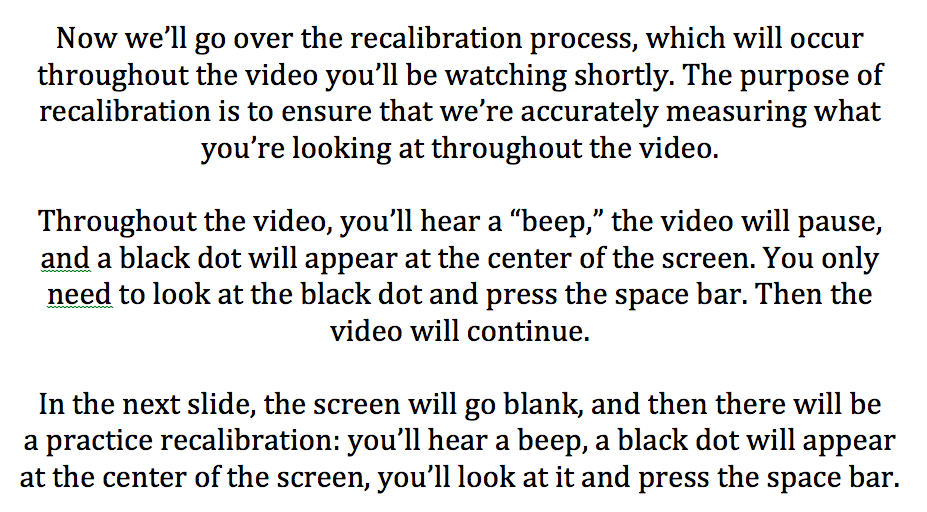 Now we’ll go over the recalibration process, which will occur
throughout the video you’ll be watching shortly. The purpose of
recalibration is to ensure that we’re accurately measuring what
you’re looking at throughout the video.
Throughout the video, you’ll hear a “beep,” the video will pause,
and a black dot will appear at the center of the screen. You only
need to look at the black dot and press the space bar. Then the
video will continue.
In the next slide, the screen will go blank, and then there will be
a practice recalibration: you’ll hear a beep, a black dot will appear
at the center of the screen, you’ll look at it and press the space bar.